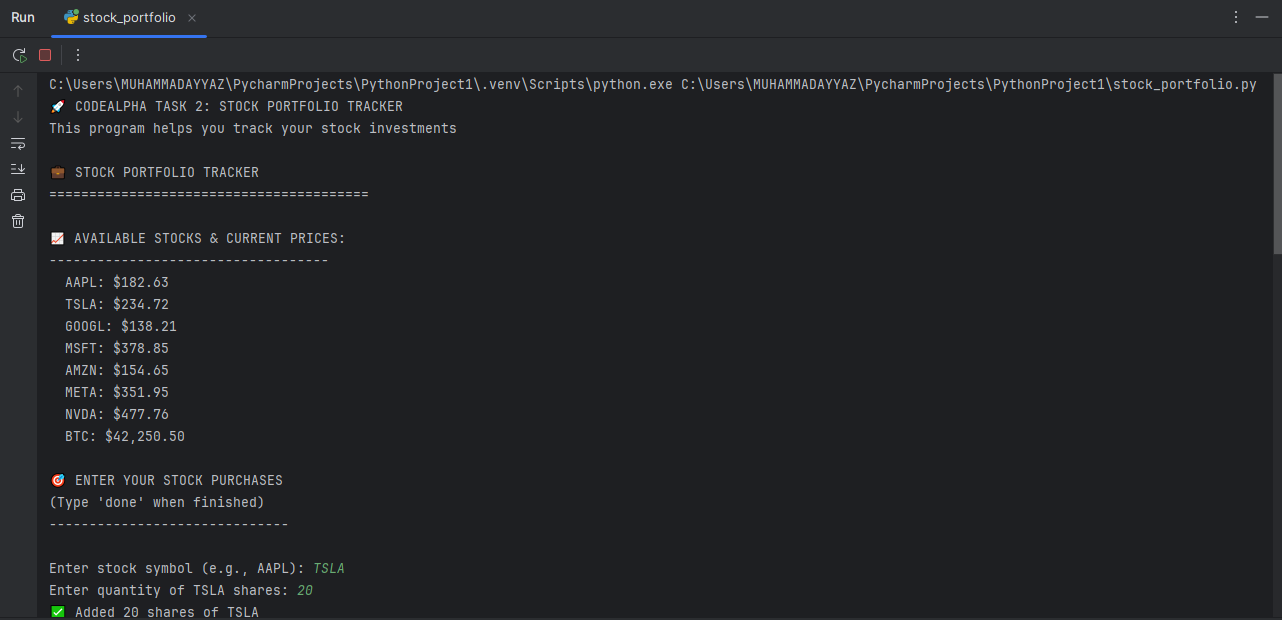 Run stock_portfolio
C:\Users\MUHAMMADAYYAZ\PycharmProjects\PythonProject1\.venv\Scripts\python.exe C:\Users\MUHAMMADAYYAZ\PycharmProjects\PythonProject1\stock_portfolio.py
🚀 CODEALPHA TASK 2: STOCK PORTFOLIO TRACKER
This program helps you track your stock investments
💼 STOCK PORTFOLIO TRACKER
========================================
📈 AVAILABLE STOCKS & CURRENT PRICES:
-----------------------------------
AAPL: $182.63
TSLA: $234.72
GOOGL: $138.21
MSFT: $378.85
AMZN: $154.65
META: $351.95
NVDA: $477.76
BTC: $42,250.50
🎯 ENTER YOUR STOCK PURCHASES
(Type 'done' when finished)
------------------------------
Enter stock symbol (e.g., AAPL): TSLA
Enter quantity of TSLA shares: 20
✅ Added 20 shares of TSLA